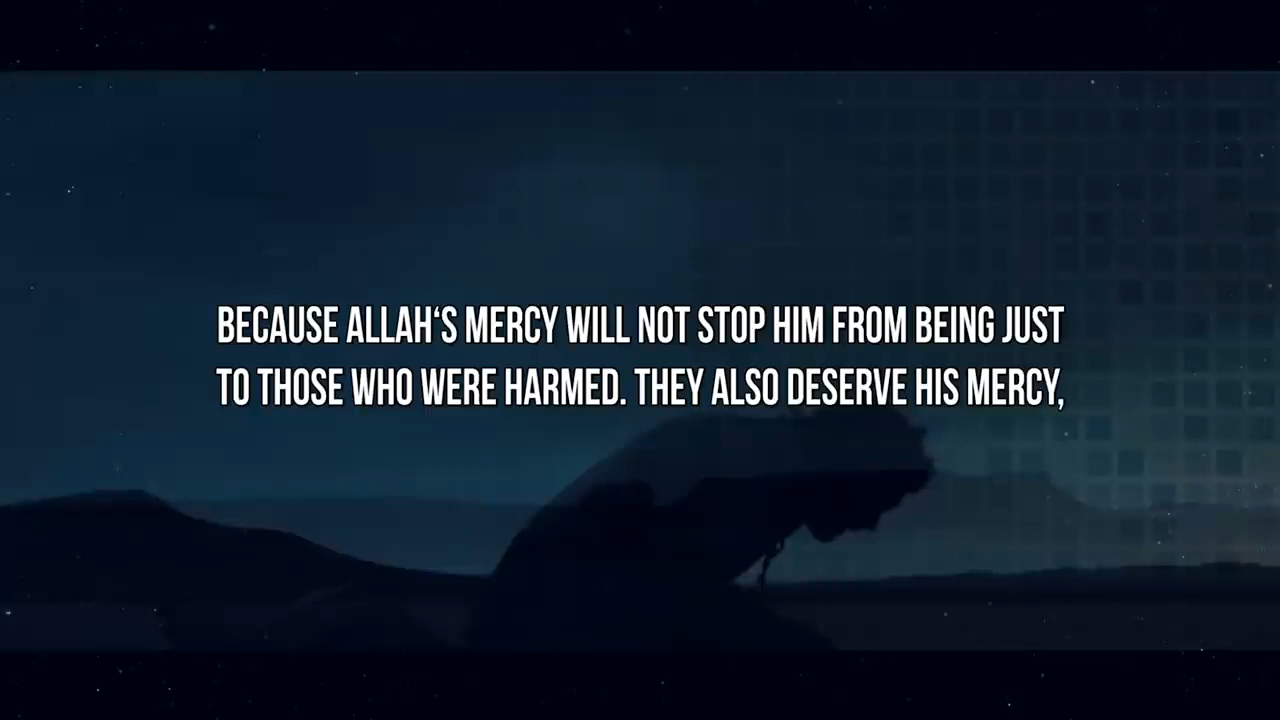 BECAUSE ALLAH‘S MERCY WILL NOT STOP HIM FROM BEING JUST
TO THOSE WHO WERE HARMED. THEY ALSO DESERVE HIS MERCY,